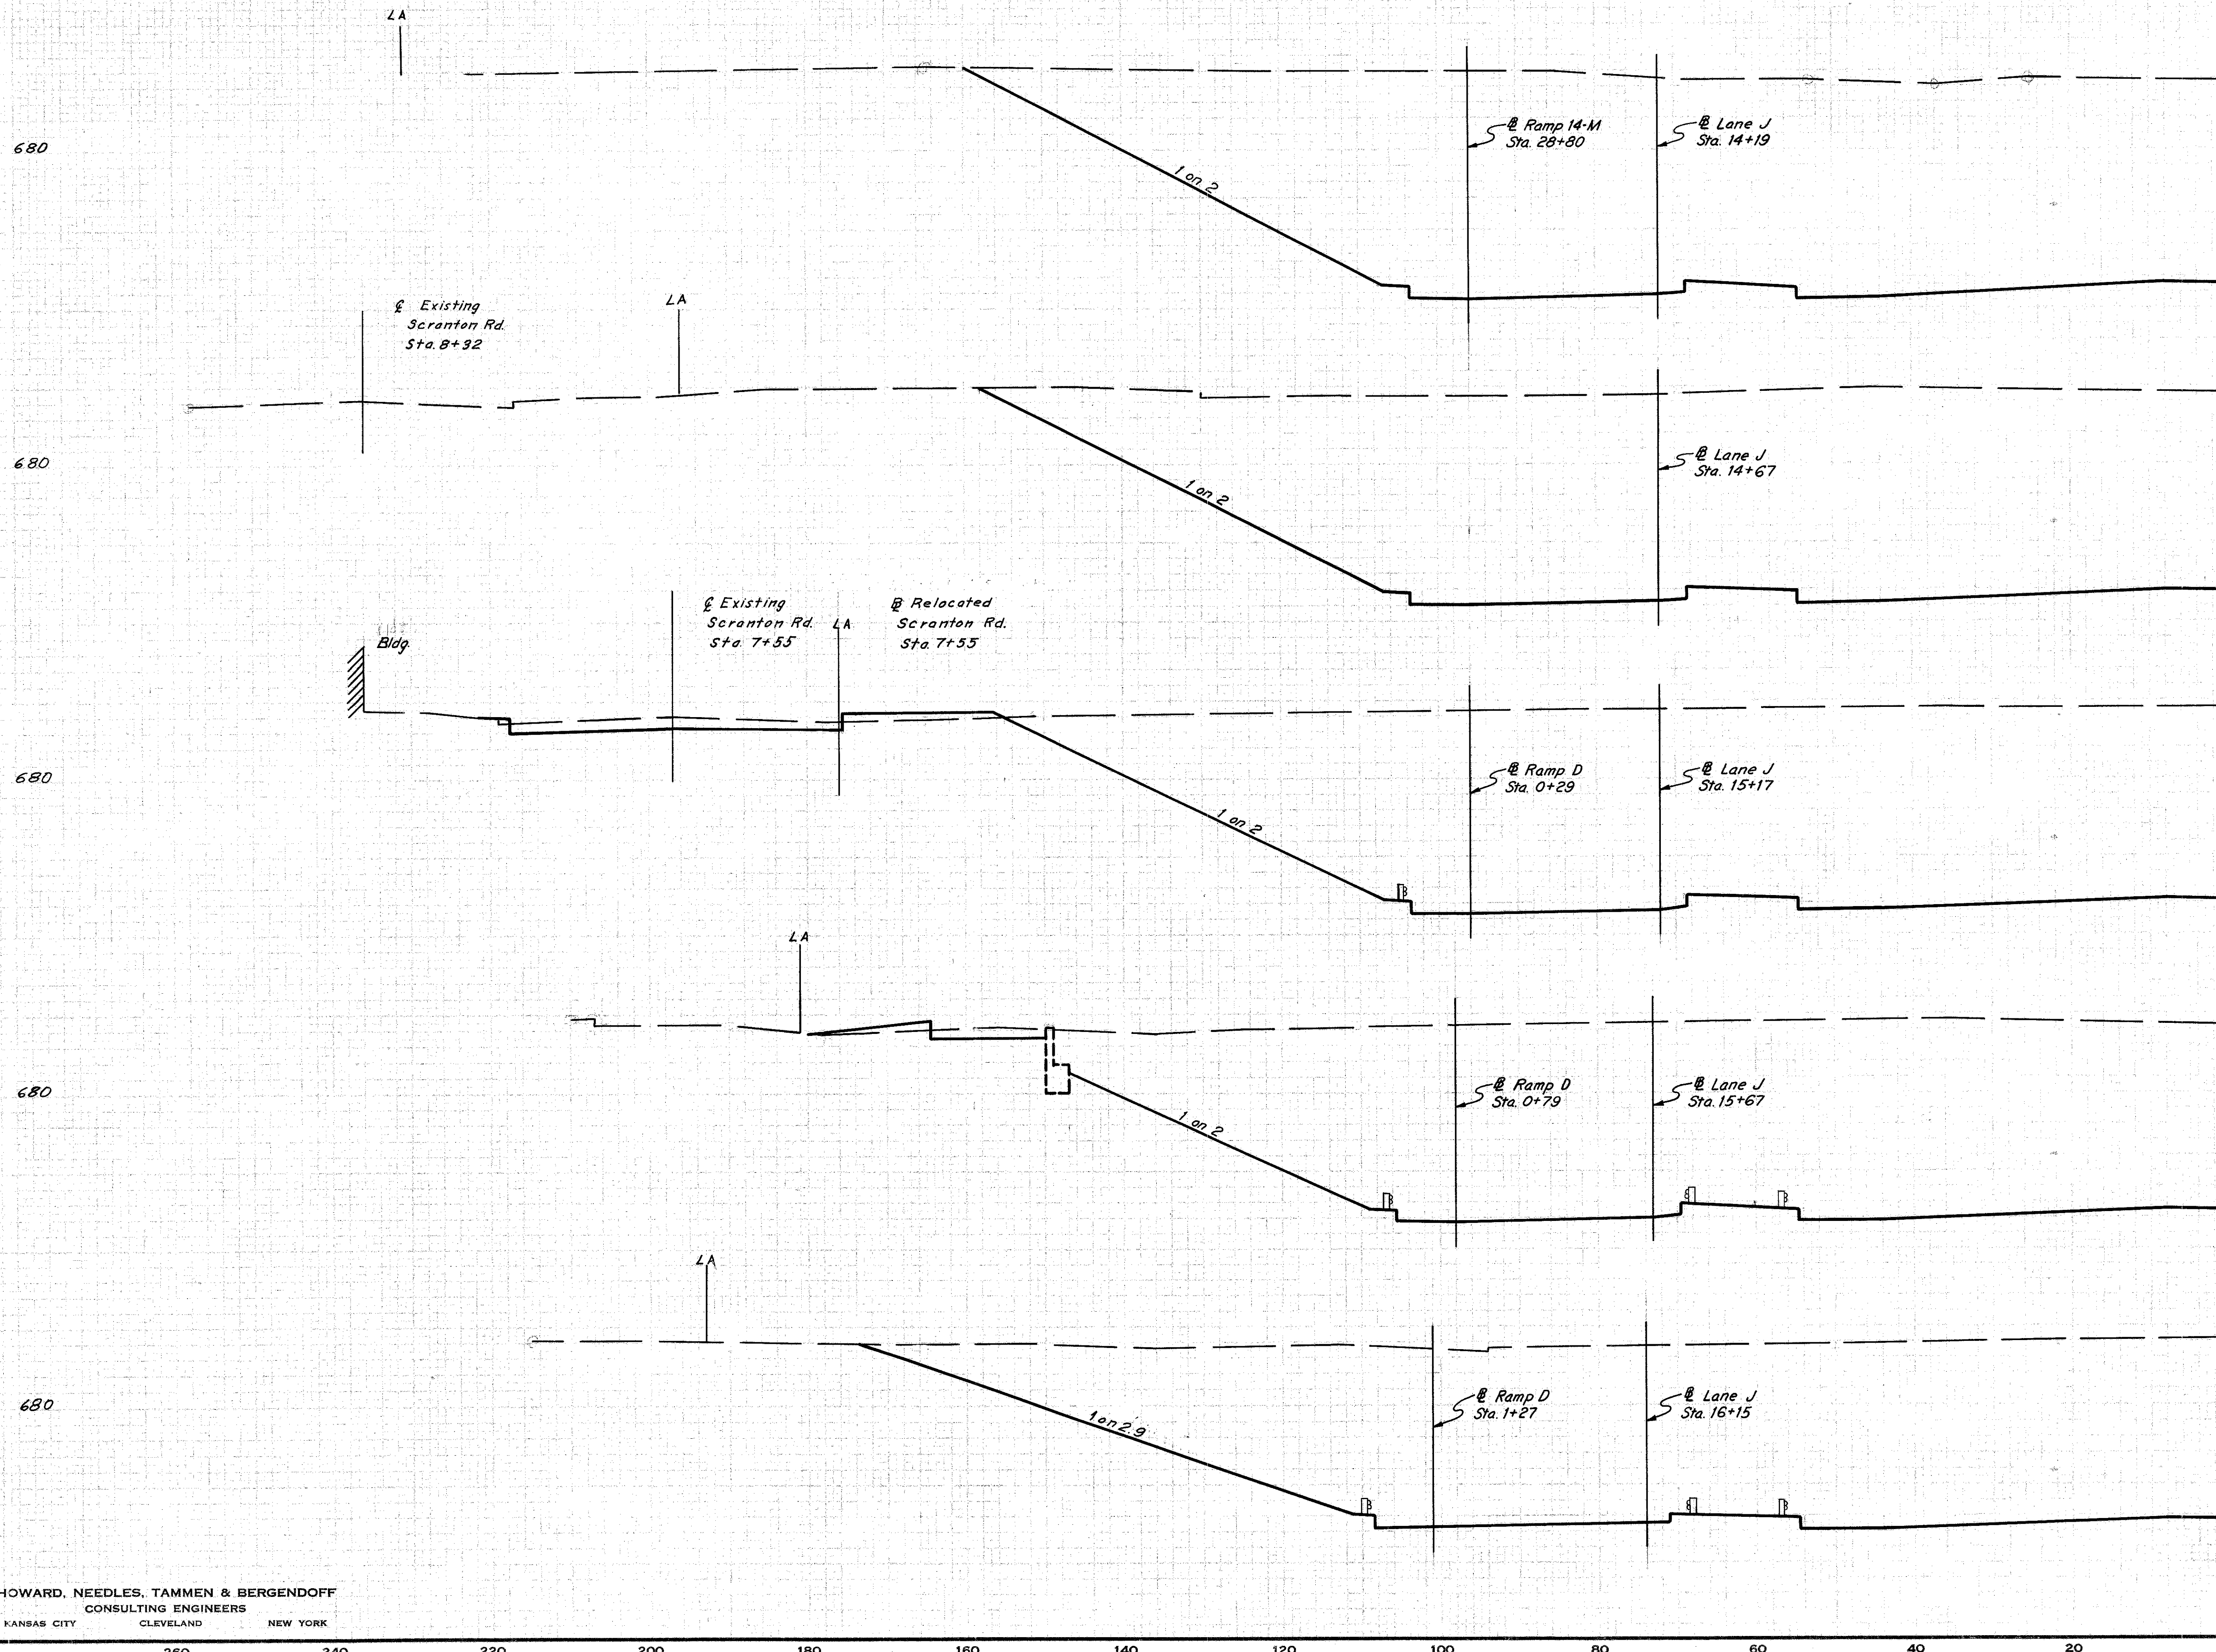 LA
680
℄ Ramp 14-M
Sta. 28+80
℄ Lane J
Sta. 14+19
1 on 2
℄ Existing
Scranton Rd.
Sta. 8+32
LA
680
℄ Lane J
Sta. 14+67
1 on 2
℄ Existing
Scranton Rd.
Sta. 7+55
LA
℄ Relocated
Scranton Rd.
Sta. 7+55
Bldg.
680
℄ Ramp D
Sta. 0+29
℄ Lane J
Sta. 15+17
1 on 2
LA
680
℄ Ramp D
Sta. 0+79
℄ Lane J
Sta. 15+67
1 on 2
LA
680
℄ Ramp D
Sta. 1+27
℄ Lane J
Sta. 16+15
1 on 2.9
HOWARD, NEEDLES, TAMMEN & BERGENDOFF
CONSULTING ENGINEERS
KANSAS CITY CLEVELAND NEW YORK
260 240 220 200 180 160 140 120 100 80 60 40 20